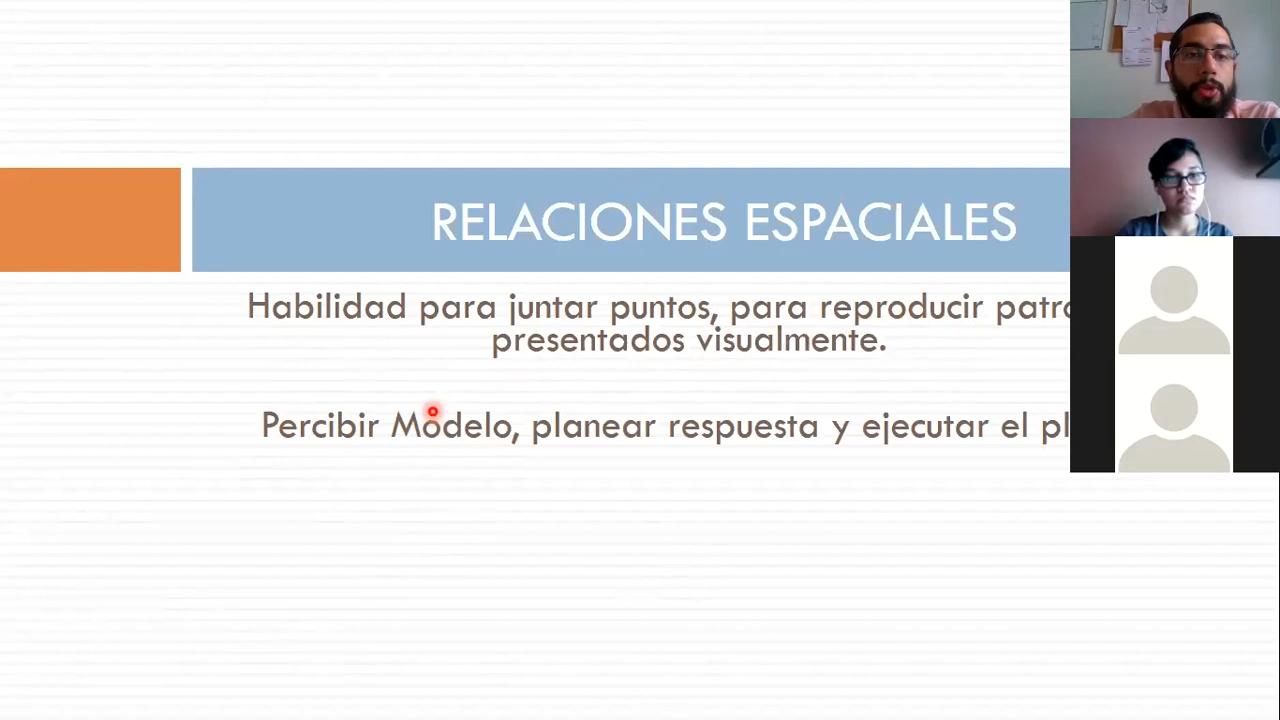 RELACIONES ESPACIALES
Habilidad para juntar puntos, para reproducir
presentados visualmente.
Percibir Modelo, planear respuesta y ejecutar el